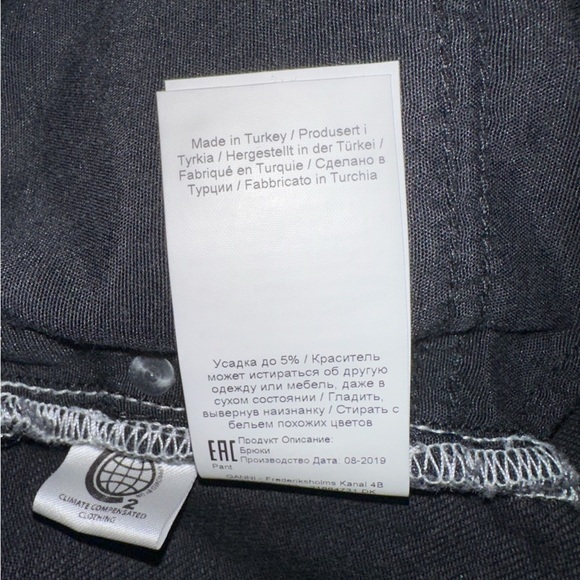 Made in Turkey / Produsert i
Tyrkia / Hergestellt in der Türkei /
Fabriqué en Turquie / Сделано в
Турции / Fabbricato in Turchia
Усадка до 5% / Краситель
может истираться об другую
одежду или мебель, даже в
сухом состоянии / Гладить,
вывернув наизнанку / Стирать с
бельем похожих цветов
EAC Продукт Описание:
Брюки
Производство Дата: 08-2019
Pant
Frederiksholms Kanal 4B
DK
2
CLIMATE COMPENSATED
CLOTHING